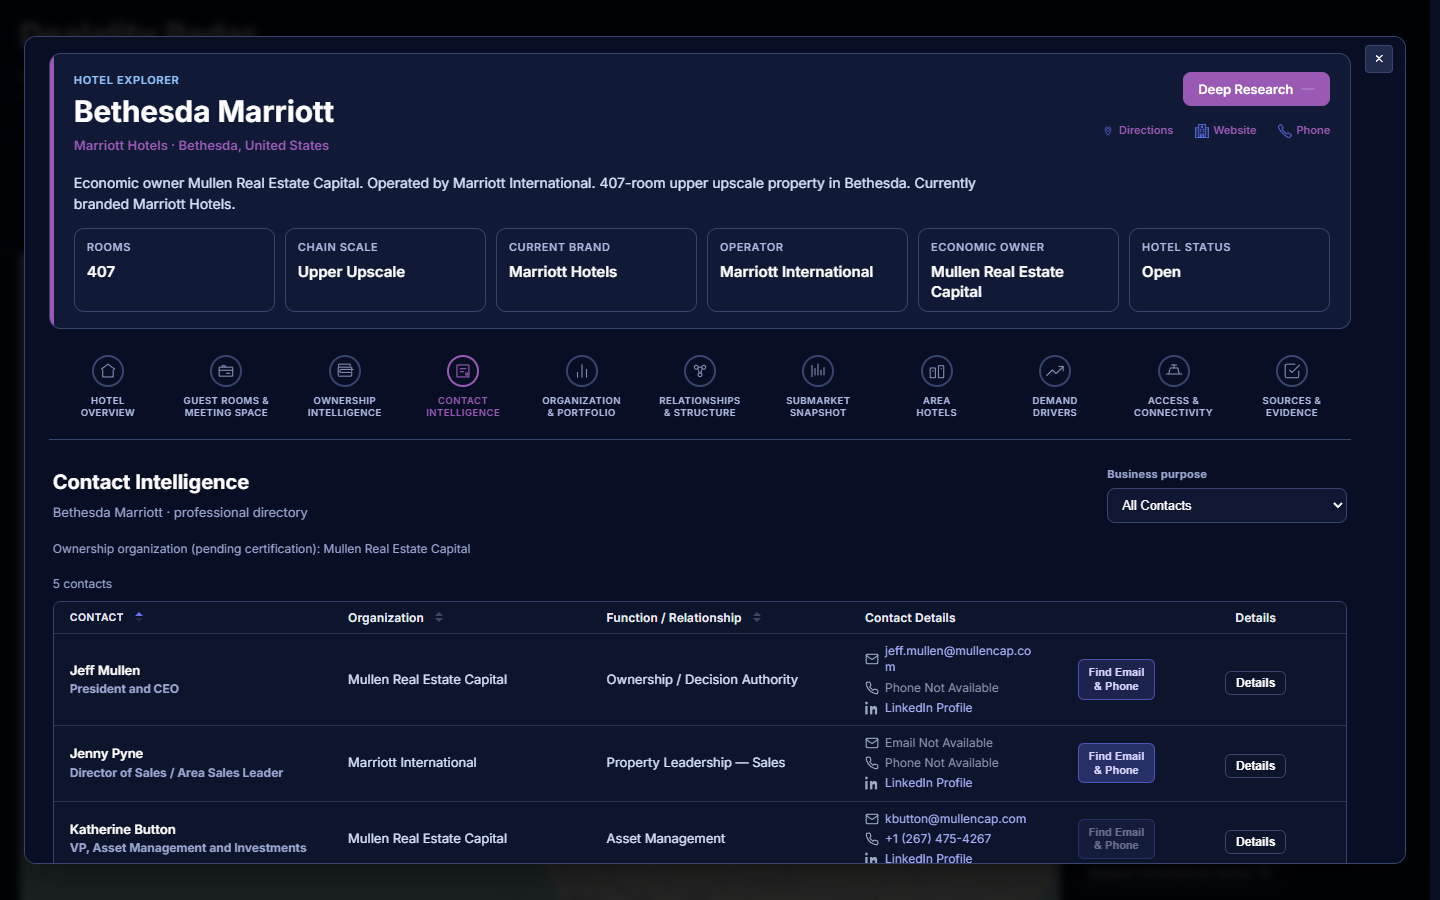 HOTEL EXPLORER
Bethesda Marriott
Marriott Hotels · Bethesda, United States
Deep Research —
Directions
Website
Phone
×
Economic owner Mullen Real Estate Capital. Operated by Marriott International. 407-room upper upscale property in Bethesda. Currently
branded Marriott Hotels.
ROOMS
407
CHAIN SCALE
Upper Upscale
CURRENT BRAND
Marriott Hotels
OPERATOR
Marriott International
ECONOMIC OWNER
Mullen Real Estate
Capital
HOTEL STATUS
Open
HOTEL
OVERVIEW
GUEST ROOMS &
MEETING SPACE
OWNERSHIP
INTELLIGENCE
CONTACT
INTELLIGENCE
ORGANIZATION
& PORTFOLIO
RELATIONSHIPS
& STRUCTURE
SUBMARKET
SNAPSHOT
AREA
HOTELS
DEMAND
DRIVERS
ACCESS &
CONNECTIVITY
SOURCES &
EVIDENCE
Contact Intelligence
Bethesda Marriott · professional directory
Business purpose
All Contacts
Ownership organization (pending certification): Mullen Real Estate Capital
5 contacts
CONTACT
Organization
Function / Relationship
Contact Details
Details
Jeff Mullen
President and CEO
Mullen Real Estate Capital
Ownership / Decision Authority
jeff.mullen@mullencap.co
m
Phone Not Available
LinkedIn Profile
Find Email
& Phone
Details
Jenny Pyne
Director of Sales / Area Sales Leader
Marriott International
Property Leadership — Sales
Email Not Available
Phone Not Available
LinkedIn Profile
Find Email
& Phone
Details
Katherine Button
VP, Asset Management and Investments
Mullen Real Estate Capital
Asset Management
kbutton@mullencap.com
+1 (267) 475-4267
LinkedIn Profile
Find Email
& Phone
Details